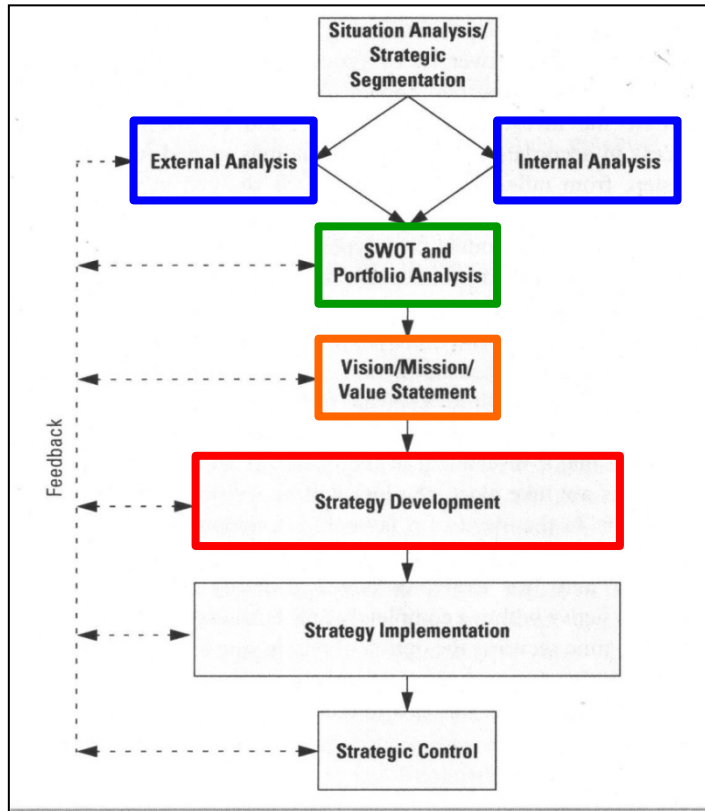 Situation Analysis/
Strategic
Segmentation
External Analysis
Internal Analysis
SWOT and
Portfolio Analysis
Vision/Mission/
Value Statement
Feedback
Strategy Development
Strategy Implementation
Strategic Control